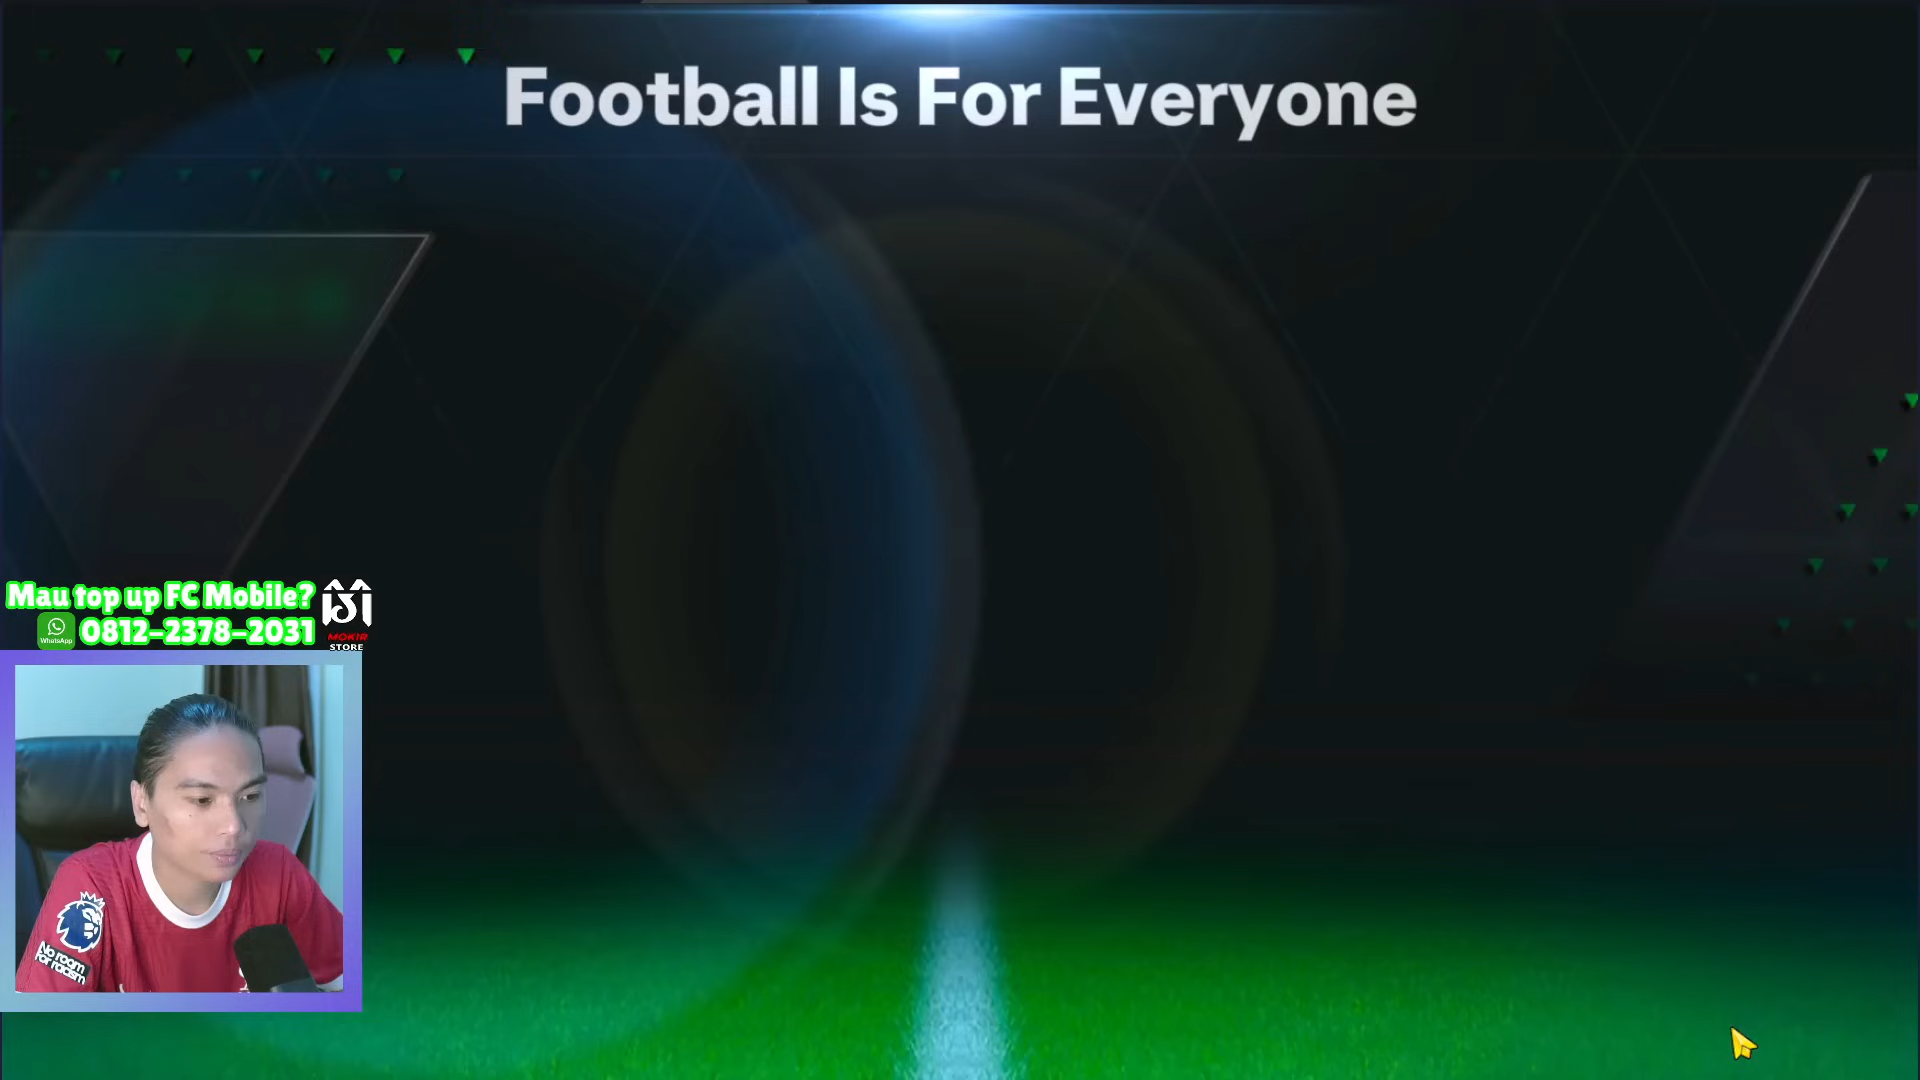 Football Is For Everyone
Mau top up FC Mobile?
WhatsApp
0812-2378-2031
MOKIR
STORE
No room
for racism